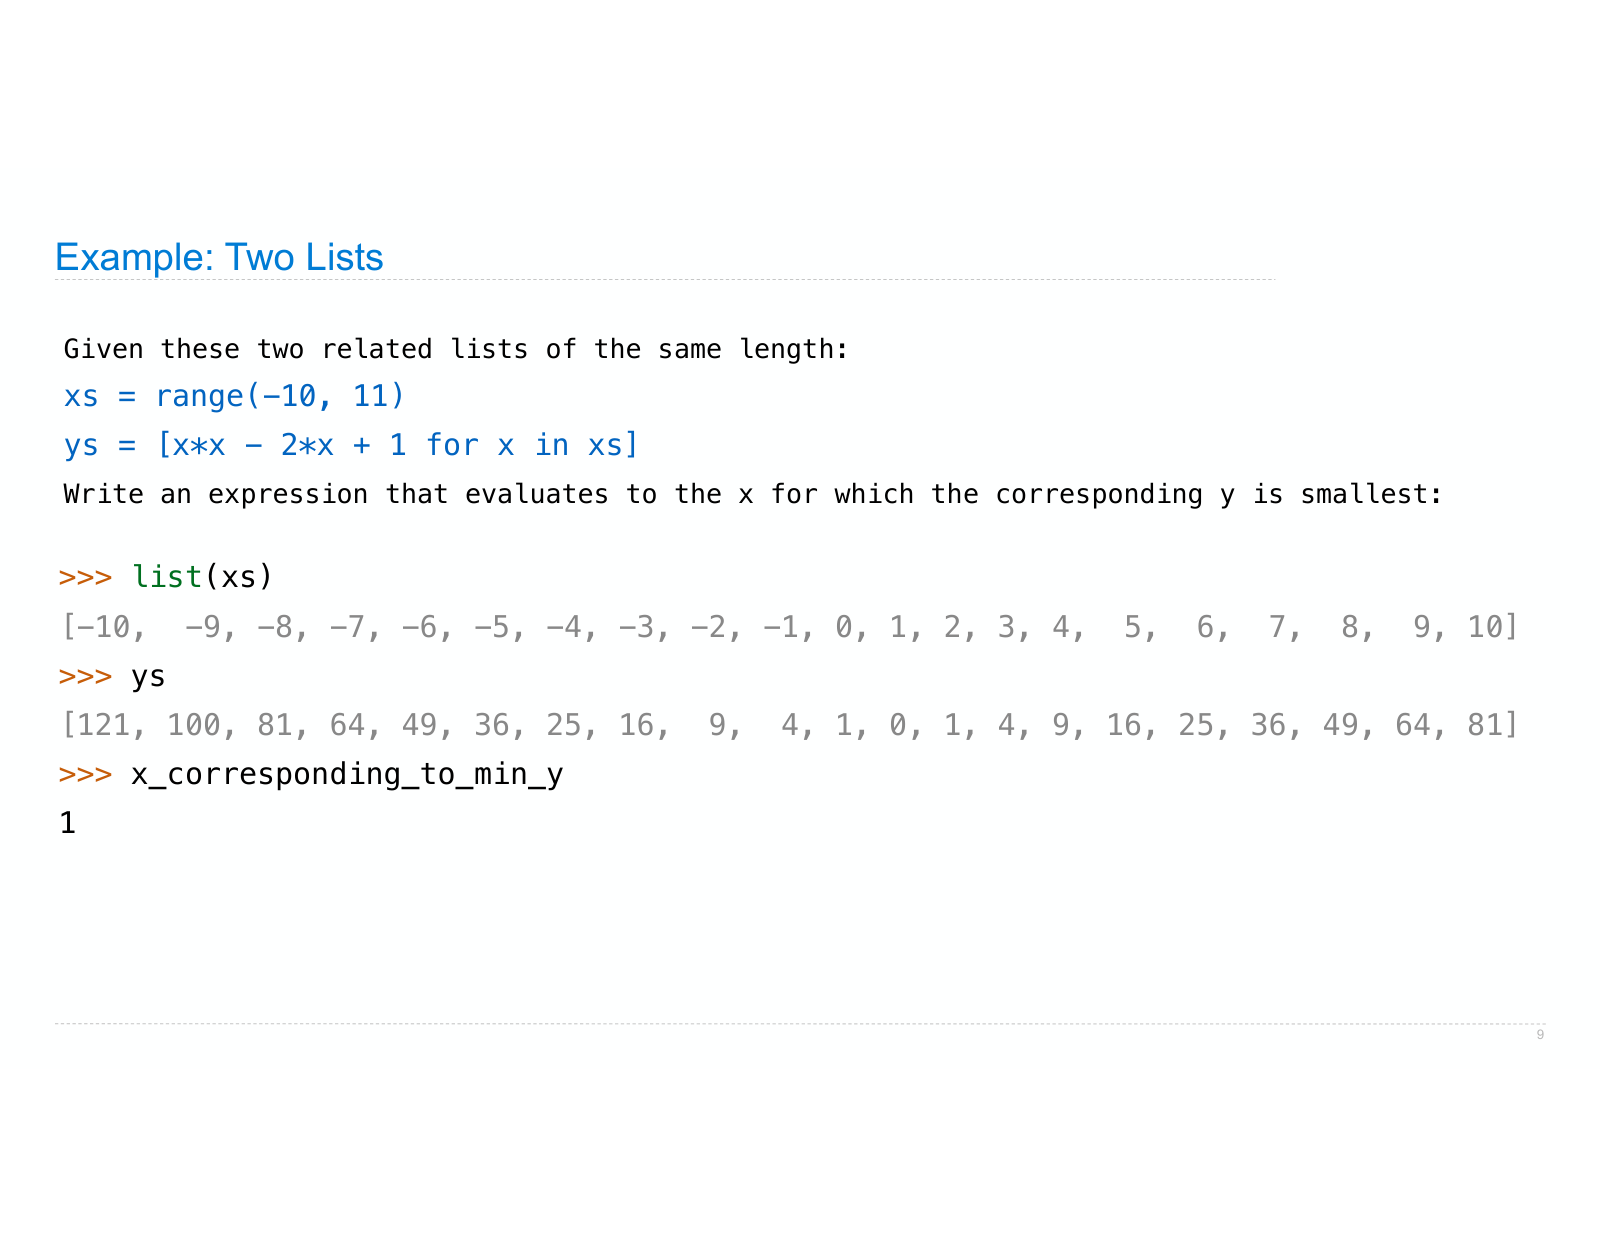 Example: Two Lists
Given these two related lists of the same length:
xs = range(−10, 11)
ys = [x*x − 2*x + 1 for x in xs]
Write an expression that evaluates to the x for which the corresponding y is smallest:
>>> list(xs)
[−10,  −9, −8, −7, −6, −5, −4, −3, −2, −1, 0, 1, 2, 3, 4,  5,  6,  7,  8,  9, 10]
>>> ys
[121, 100, 81, 64, 49, 36, 25, 16,  9,  4, 1, 0, 1, 4, 9, 16, 25, 36, 49, 64, 81]
>>> x_corresponding_to_min_y
1
9